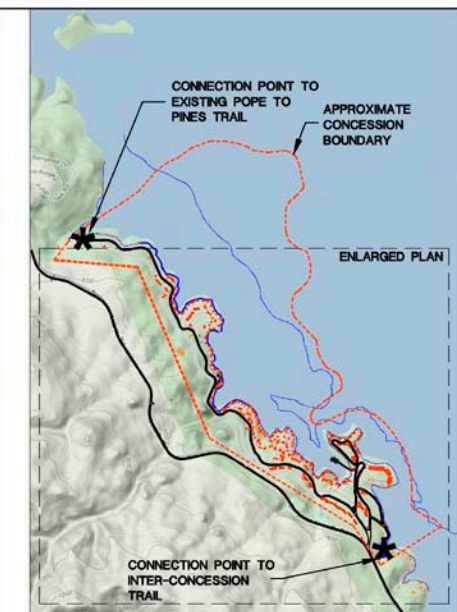 CONNECTION POINT TO
EXISTING POPE TO
PINES TRAIL
APPROXIMATE
CONCESSION
BOUNDARY
ENLARGED PLAN
CONNECTION POINT TO
INTER-CONCESSION
TRAIL